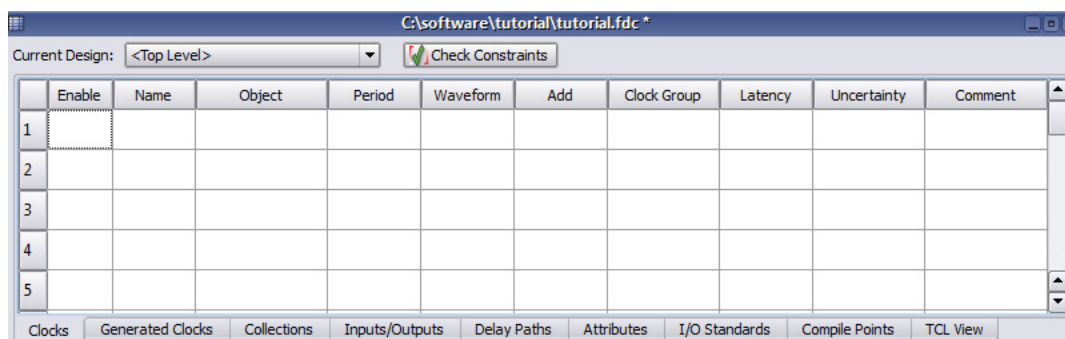 C:\software\tutorial\tutorial.fdc *
Current Design: <Top Level> Check Constraints
Enable Name Object Period Waveform Add Clock Group Latency Uncertainty Comment
1
2
3
4
5
Clocks Generated Clocks Collections Inputs/Outputs Delay Paths Attributes I/O Standards Compile Points TCL View